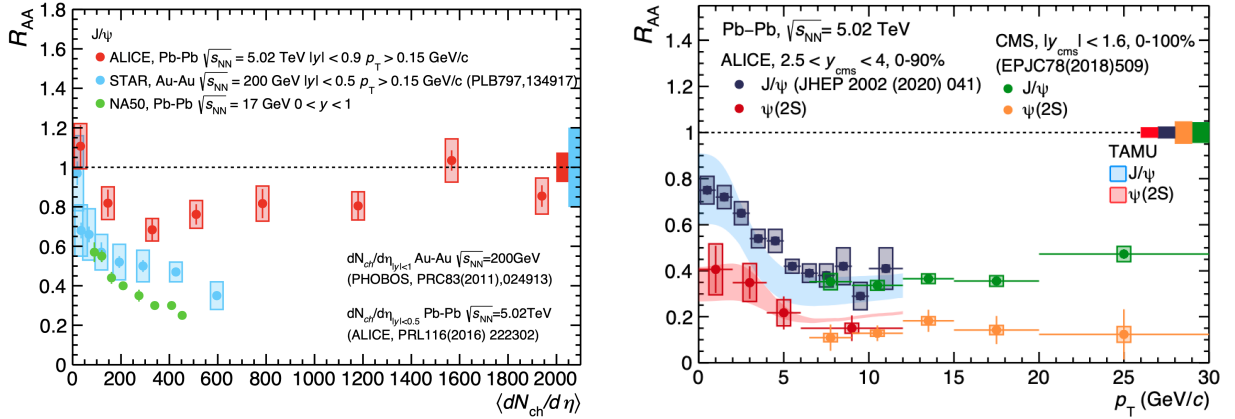 R_AA
1.8
1.6
1.4
1.2
1
0.8
0.6
0.4
0.2
0
J/ψ
ALICE, Pb-Pb √s_NN = 5.02 TeV |y| < 0.9 p_T > 0.15 GeV/c
STAR, Au-Au √s_NN = 200 GeV |y| < 0.5 p_T > 0.15 GeV/c (PLB797,134917)
NA50, Pb-Pb √s_NN = 17 GeV 0 < y < 1
dN_ch/dη_|y|<1 Au-Au √s_NN=200GeV
(PHOBOS, PRC83(2011),024913)
dN_ch/dη_|y|<0.5 Pb-Pb √s_NN=5.02TeV
(ALICE, PRL116(2016) 222302)
0 200 400 600 800 1000 1200 1400 1600 1800 2000
⟨dN_ch/dη⟩
R_AA
1.4
1.2
1
0.8
0.6
0.4
0.2
0
Pb−Pb, √s_NN = 5.02 TeV
ALICE, 2.5 < y_cms < 4, 0-90%
J/ψ (JHEP 2002 (2020) 041)
ψ(2S)
CMS, |y_cms| < 1.6, 0-100%
(EPJC78(2018)509)
J/ψ
ψ(2S)
TAMU
J/ψ
ψ(2S)
0 5 10 15 20 25 30
p_T (GeV/c)